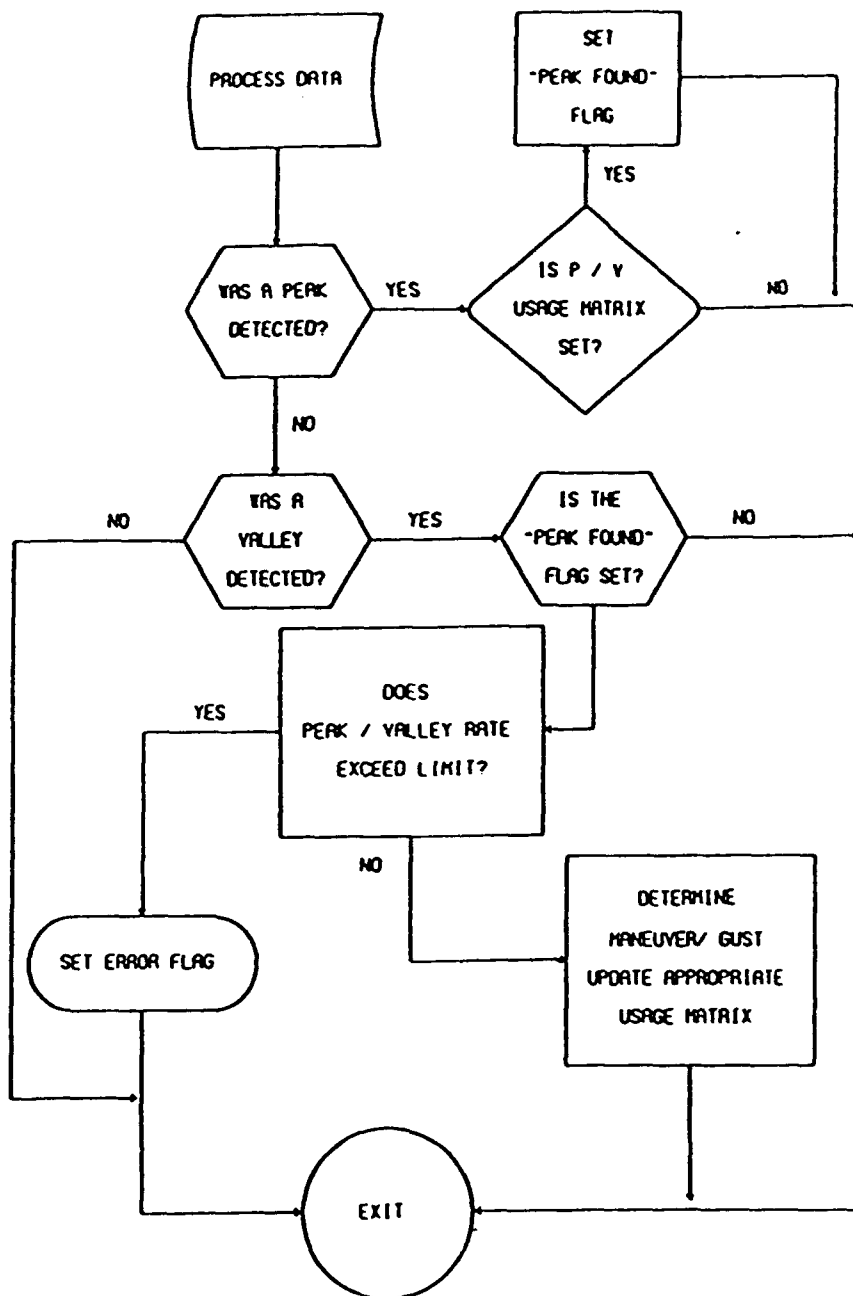 PROCESS DATA
SET
-PEAK FOUND-
FLAG
YES
WAS A PEAK
DETECTED?
YES
IS P / V
USAGE MATRIX
SET?
NO
NO
NO
WAS A
VALLEY
DETECTED?
YES
IS THE
-PEAK FOUND-
FLAG SET?
NO
DOES
PEAK / VALLEY RATE
EXCEED LIMIT?
YES
NO
SET ERROR FLAG
DETERMINE
MANEUVER/ GUST
UPDATE APPROPRIATE
USAGE MATRIX
EXIT